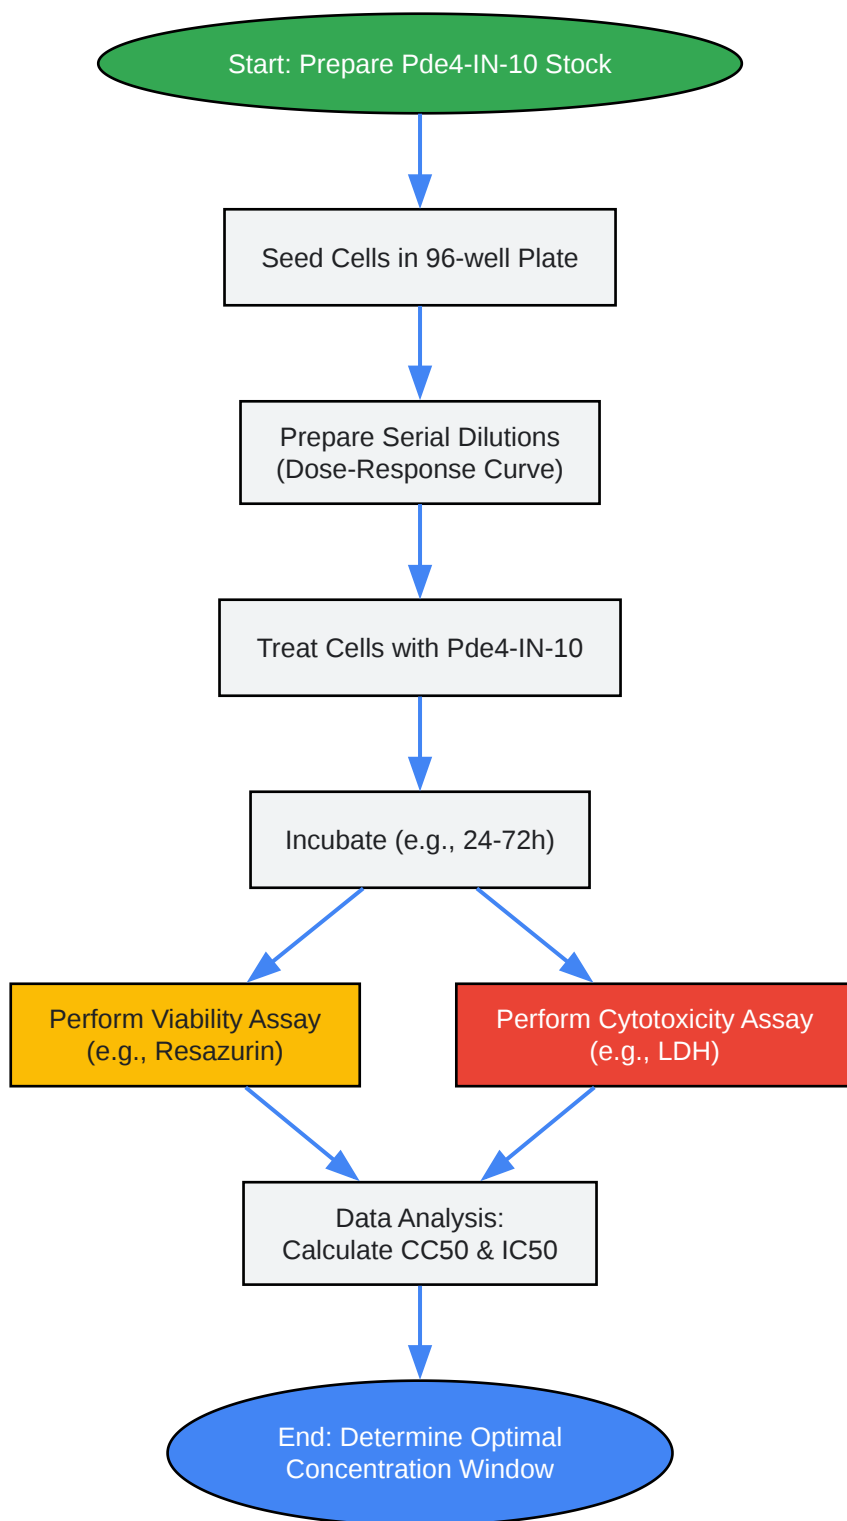 Start: Prepare Pde4-IN-10 Stock
Seed Cells in 96-well Plate
Prepare Serial Dilutions
(Dose-Response Curve)
Treat Cells with Pde4-IN-10
Incubate (e.g., 24-72h)
Perform Viability Assay
(e.g., Resazurin)
Perform Cytotoxicity Assay
(e.g., LDH)
Data Analysis:
Calculate CC50 & IC50
End: Determine Optimal
Concentration Window